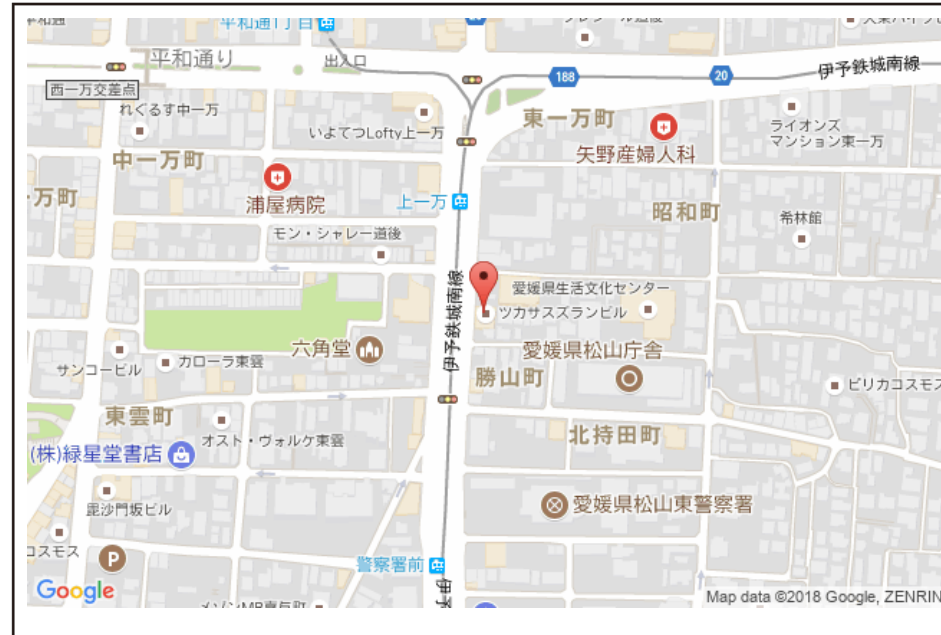 平和通1丁目
平和通り
出入口
188
20
伊予鉄城南線
西一万交差点
れぐるす中一万
いよてつLofty上一万
東一万町
ライオンズ
マンション東一万
中一万町
矢野産婦人科
浦屋病院
上一万
昭和町
希林館
モン・シャレー道後
伊予鉄城南線
愛媛県生活文化センター
ツカサスズランビル
六角堂
愛媛県松山庁舎
サンコービル
カローラ東雲
勝山町
ピリカコスモス
東雲町
オスト・ヴォルケ東雲
北持田町
(株)緑星堂書店
毘沙門坂ビル
愛媛県松山東警察署
コスモス
P
警察署前
Google
Map data ©2018 Google, ZENRIN